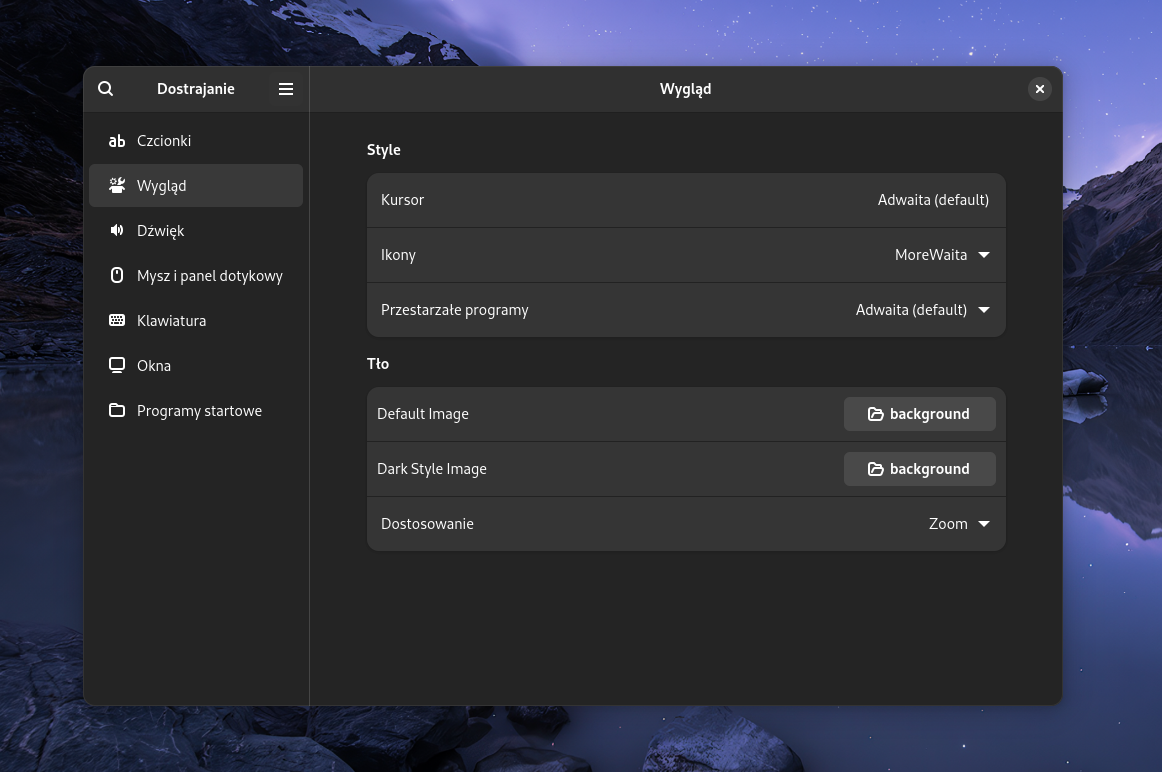 Dostrajanie
Wygląd
ab Czcionki
Wygląd
Dźwięk
Mysz i panel dotykowy
Klawiatura
Okna
Programy startowe
Style
Kursor Adwaita (default)
Ikony MoreWaita
Przestarzałe programy Adwaita (default)
Tło
Default Image background
Dark Style Image background
Dostosowanie Zoom